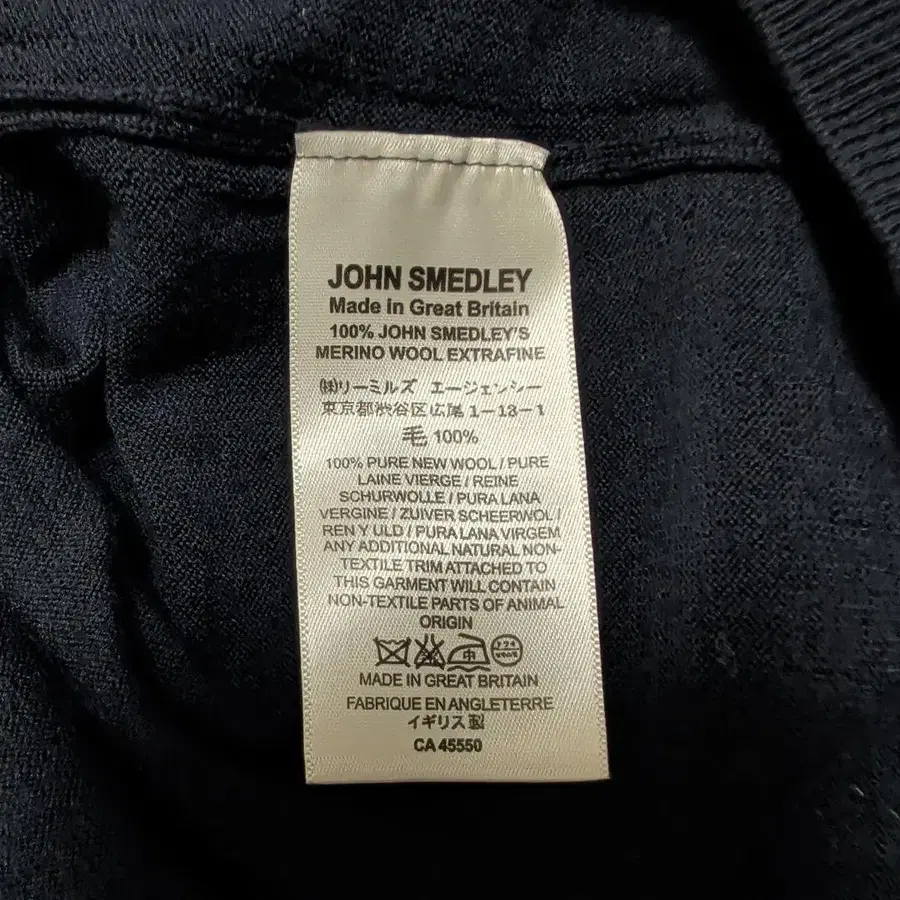 JOHN SMEDLEY
Made in Great Britain
100% JOHN SMEDLEY'S
MERINO WOOL EXTRAFINE
㈱リーミルズ エージェンシー
東京都渋谷区広尾1-13-1
毛 100%
100% PURE NEW WOOL / PURE
LAINE VIERGE / REINE
SCHURWOLLE / PURA LANA
VERGINE / ZUIVER SCHEERWOL /
REN Y ULD / PURA LANA VIRGEM
ANY ADDITIONAL NATURAL NON-
TEXTILE TRIM ATTACHED TO
THIS GARMENT WILL CONTAIN
NON-TEXTILE PARTS OF ANIMAL
ORIGIN
中 ドライ
MADE IN GREAT BRITAIN
FABRIQUE EN ANGLETERRE
イギリス製
CA 45550